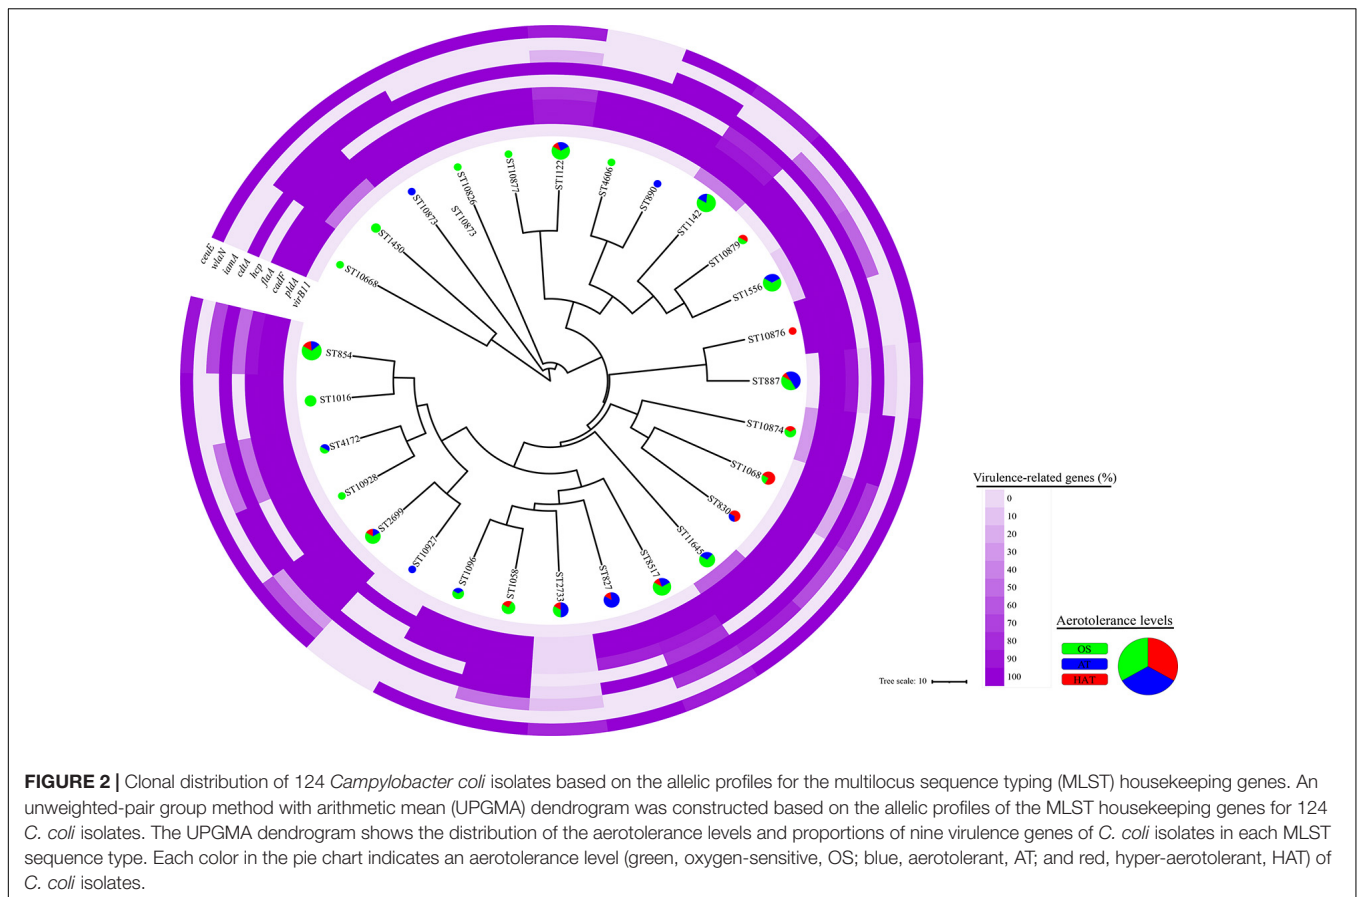 ceuE
wlaN
iamA
cdtA
hcp
flaA
cadF
pldA
virB11
ST10668
ST1450
ST10873
ST10873
ST10826
ST10877
ST1122
ST4606
ST890
ST1142
ST10879
ST1556
ST10876
ST887
ST10874
ST1068
ST830
ST11645
ST8517
ST827
ST2733
ST1058
ST1096
ST10927
ST2699
ST10928
ST4172
ST1016
ST854
Virulence-related genes (%)
0
10
20
30
40
50
60
70
80
90
100
Aerotolerance levels
OS
AT
HAT
Tree scale: 10
FIGURE 2 | Clonal distribution of 124 Campylobacter coli isolates based on the allelic profiles for the multilocus sequence typing (MLST) housekeeping genes. An
unweighted-pair group method with arithmetic mean (UPGMA) dendrogram was constructed based on the allelic profiles of the MLST housekeeping genes for 124
C. coli isolates. The UPGMA dendrogram shows the distribution of the aerotolerance levels and proportions of nine virulence genes of C. coli isolates in each MLST
sequence type. Each color in the pie chart indicates an aerotolerance level (green, oxygen-sensitive, OS; blue, aerotolerant, AT; and red, hyper-aerotolerant, HAT) of
C. coli isolates.